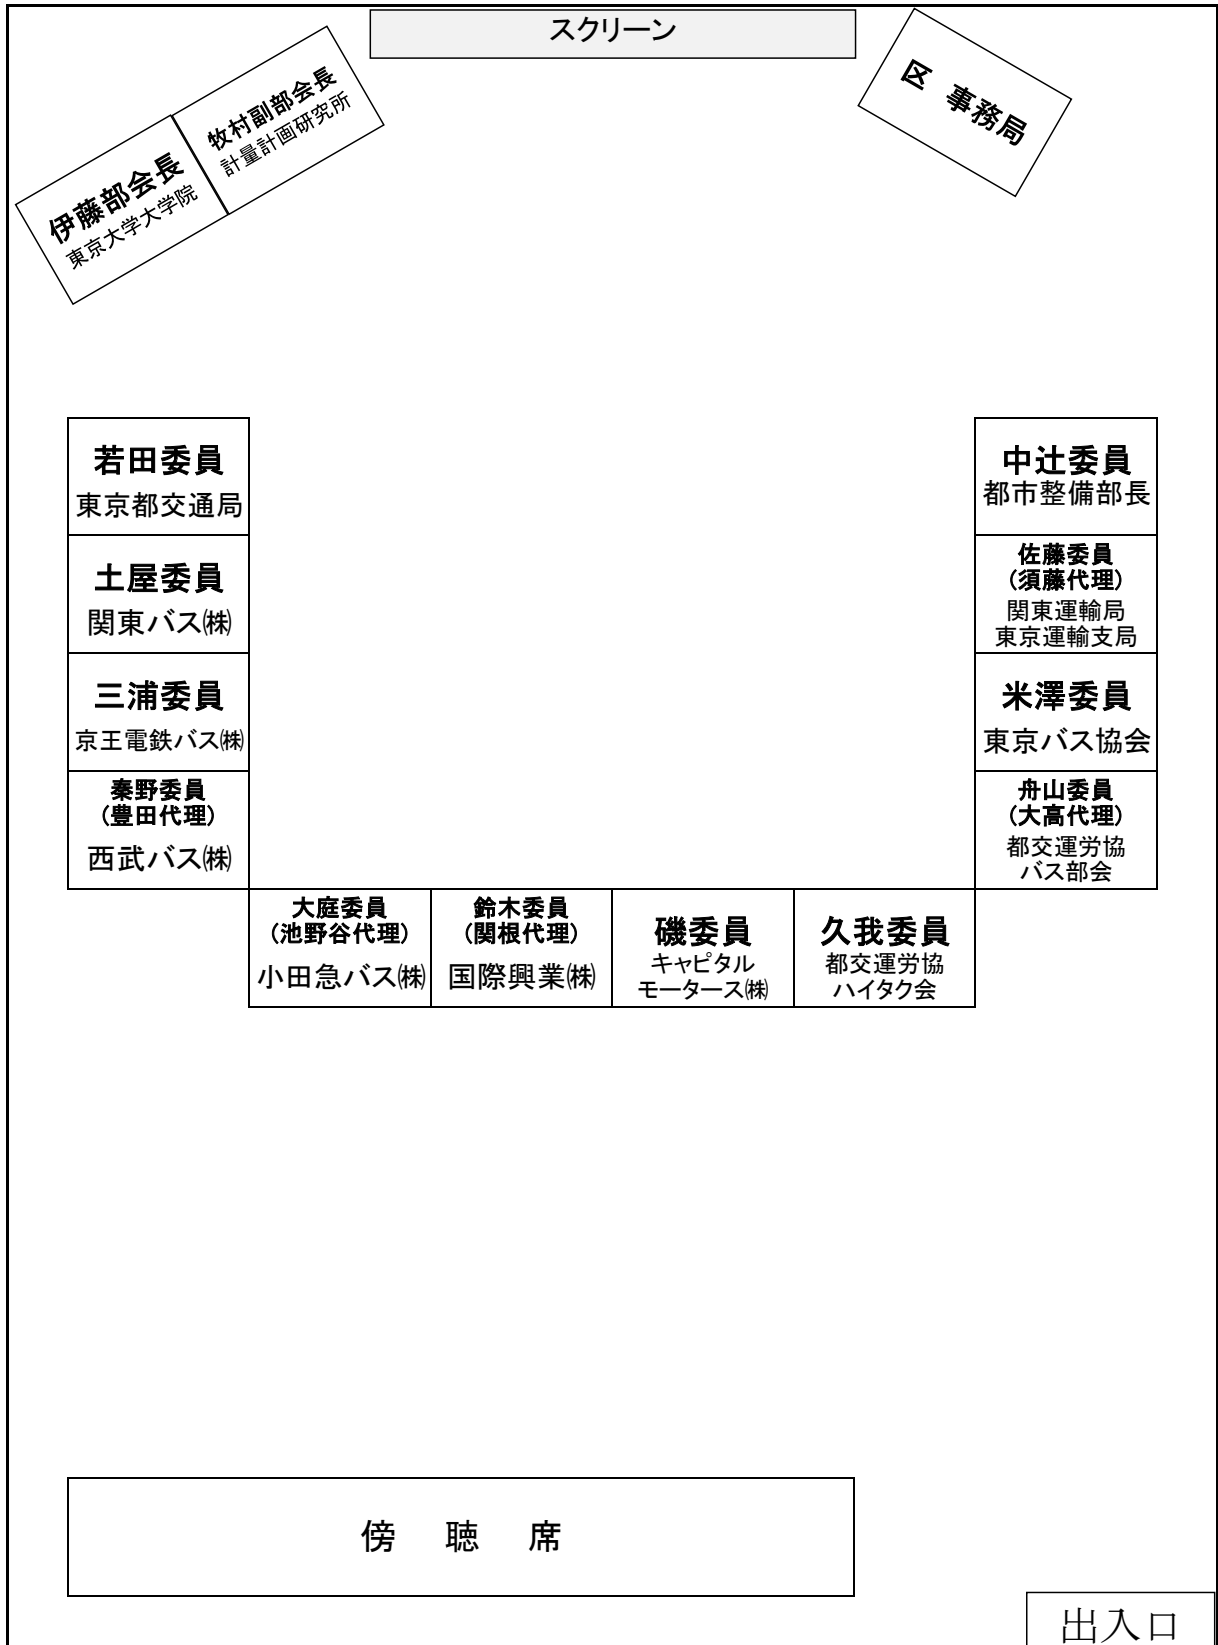 スクリーン
区 事務局
牧村副部会長
計量計画研究所
伊藤部会長
東京大学大学院
若田委員
東京都交通局
土屋委員
関東バス㈱
三浦委員
京王電鉄バス㈱
秦野委員
（豊田代理）
西武バス㈱
中辻委員
都市整備部長
佐藤委員
（須藤代理）
関東運輸局
東京運輸支局
米澤委員
東京バス協会
舟山委員
（大高代理）
都交運労協
バス部会
大庭委員
（池野谷代理）
小田急バス㈱
鈴木委員
（関根代理）
国際興業㈱
磯委員
キャピタル
モータース㈱
久我委員
都交運労協
ハイタク会
傍 聴 席
出入口